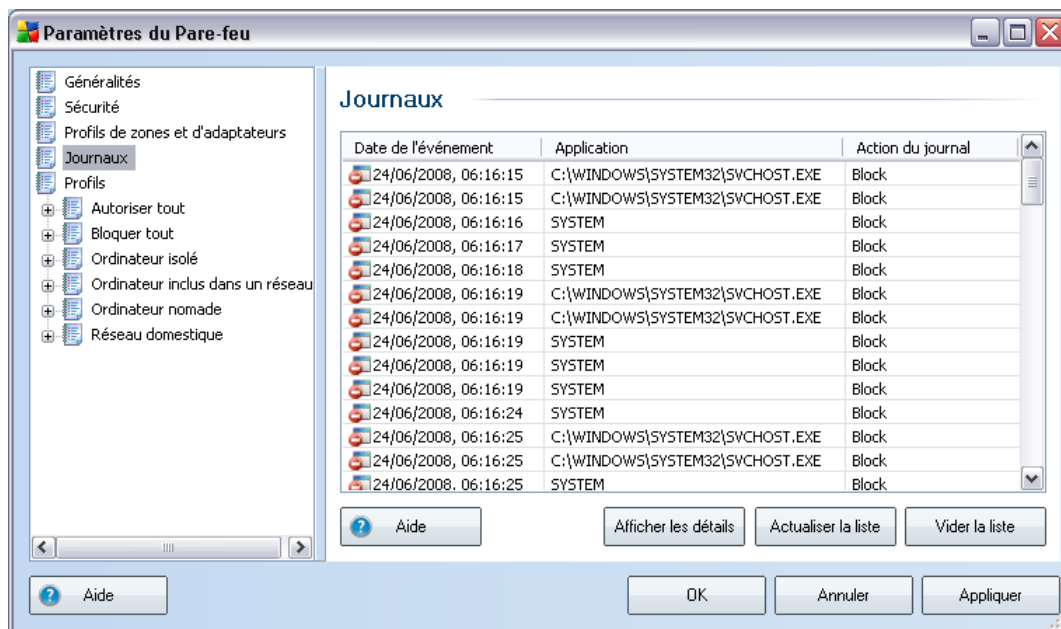 Paramètres du Pare-feu
Généralités
Sécurité
Profils de zones et d'adaptateurs
Journaux
Profils
Autoriser tout
Bloquer tout
Ordinateur isolé
Ordinateur inclus dans un réseau
Ordinateur nomade
Réseau domestique
Journaux
Date de l'événement Application Action du journal
24/06/2008, 06:16:15 C:\WINDOWS\SYSTEM32\SVCHOST.EXE Block
24/06/2008, 06:16:15 C:\WINDOWS\SYSTEM32\SVCHOST.EXE Block
24/06/2008, 06:16:16 SYSTEM Block
24/06/2008, 06:16:17 SYSTEM Block
24/06/2008, 06:16:18 SYSTEM Block
24/06/2008, 06:16:19 C:\WINDOWS\SYSTEM32\SVCHOST.EXE Block
24/06/2008, 06:16:19 C:\WINDOWS\SYSTEM32\SVCHOST.EXE Block
24/06/2008, 06:16:19 SYSTEM Block
24/06/2008, 06:16:19 SYSTEM Block
24/06/2008, 06:16:19 SYSTEM Block
24/06/2008, 06:16:24 SYSTEM Block
24/06/2008, 06:16:25 C:\WINDOWS\SYSTEM32\SVCHOST.EXE Block
24/06/2008, 06:16:25 C:\WINDOWS\SYSTEM32\SVCHOST.EXE Block
24/06/2008, 06:16:25 SYSTEM Block
Aide Afficher les détails Actualiser la liste Vider la liste
Aide OK Annuler Appliquer